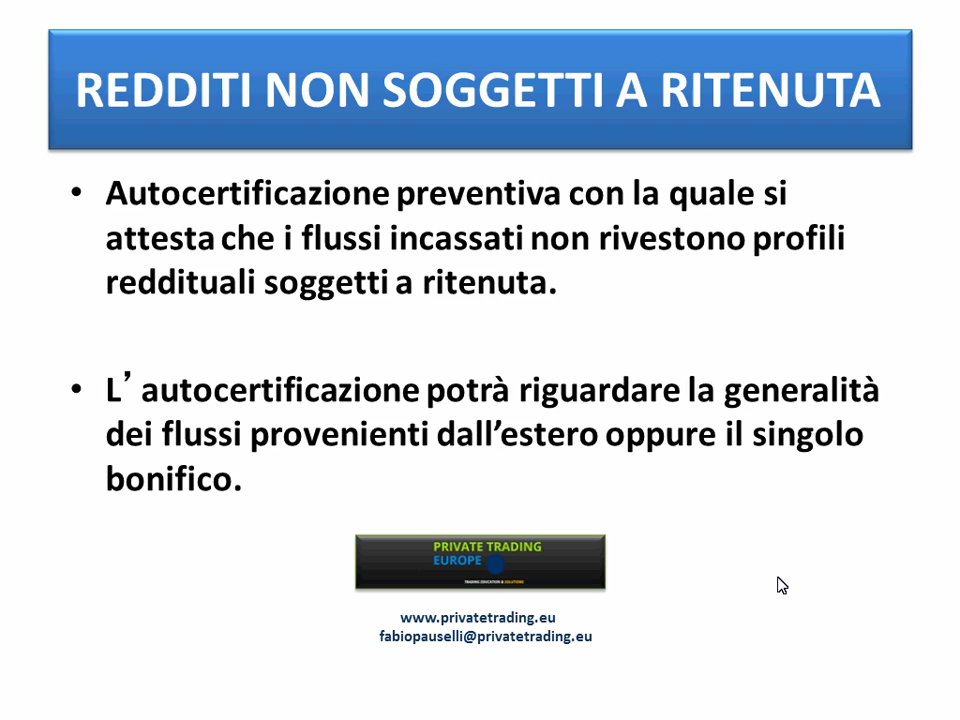 REDDITI NON SOGGETTI A RITENUTA
• Autocertificazione preventiva con la quale si
attesta che i flussi incassati non rivestono profili
reddituali soggetti a ritenuta.
• L’ autocertificazione potrà riguardare la generalità
dei flussi provenienti dall’estero oppure il singolo
bonifico.
PRIVATE TRADING
EUROPE
TRADING EDUCATION & SOLUTIONS
www.privatetrading.eu
fabiopauselli@privatetrading.eu